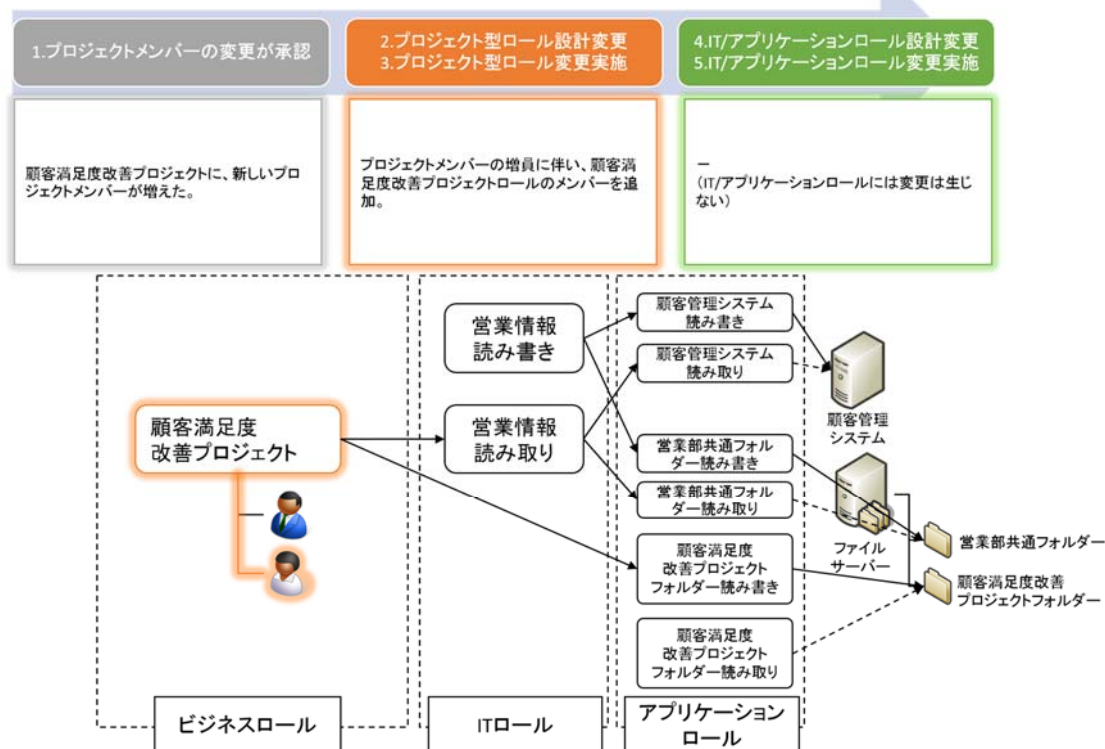 1.プロジェクトメンバーの変更が承認
2.プロジェクト型ロール設計変更
3.プロジェクト型ロール変更実施
4.IT/アプリケーションロール設計変更
5.IT/アプリケーションロール変更実施
顧客満足度改善プロジェクトに、新しいプロ
ジェクトメンバーが増えた。
プロジェクトメンバーの増員に伴い、顧客満
足度改善プロジェクトロールのメンバーを追
加。
－
（IT/アプリケーションロールには変更は生じ
ない）
顧客満足度
改善プロジェクト
営業情報
読み書き
営業情報
読み取り
顧客管理システム
読み書き
顧客管理システム
読み取り
営業部共通フォル
ダー読み書き
営業部共通フォル
ダー読み取り
顧客満足度
改善プロジェクト
フォルダー読み書き
顧客満足度
改善プロジェクト
フォルダー読み取り
顧客管理
システム
ファイル
サーバー
営業部共通フォルダー
顧客満足度改善
プロジェクトフォルダー
ビジネスロール
ITロール
アプリケーション
ロール